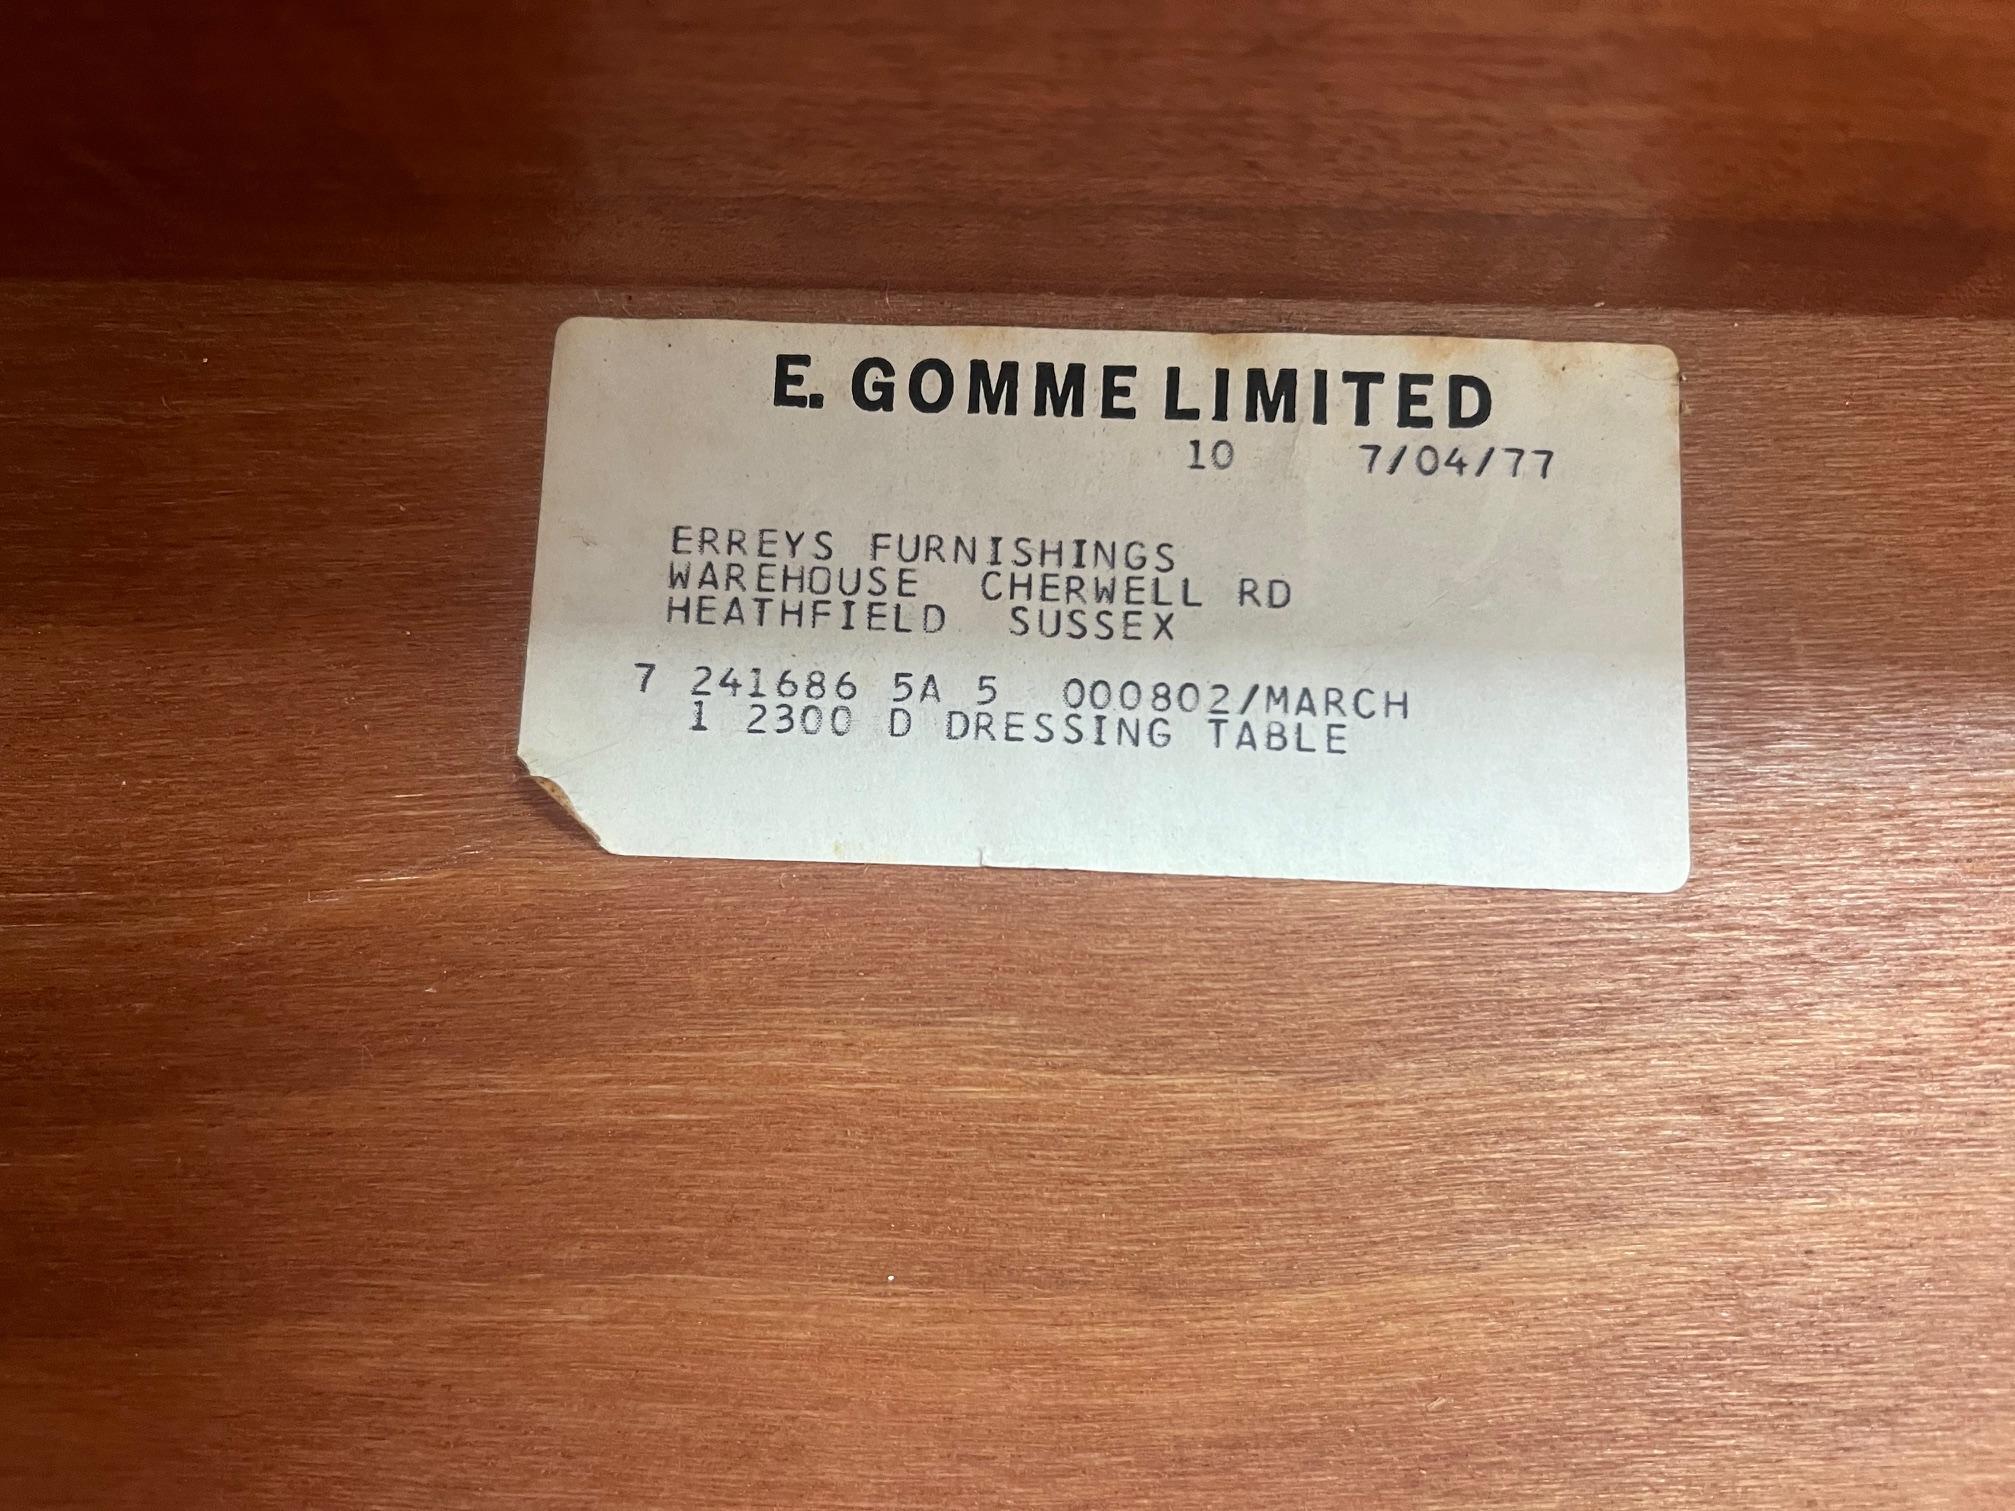 E. GOMME LIMITED
10 7/04/77
ERREYS FURNISHINGS
WAREHOUSE CHERWELL RD
HEATHFIELD SUSSEX
7 241686 5A 5 000802/MARCH
1 2300 D DRESSING TABLE